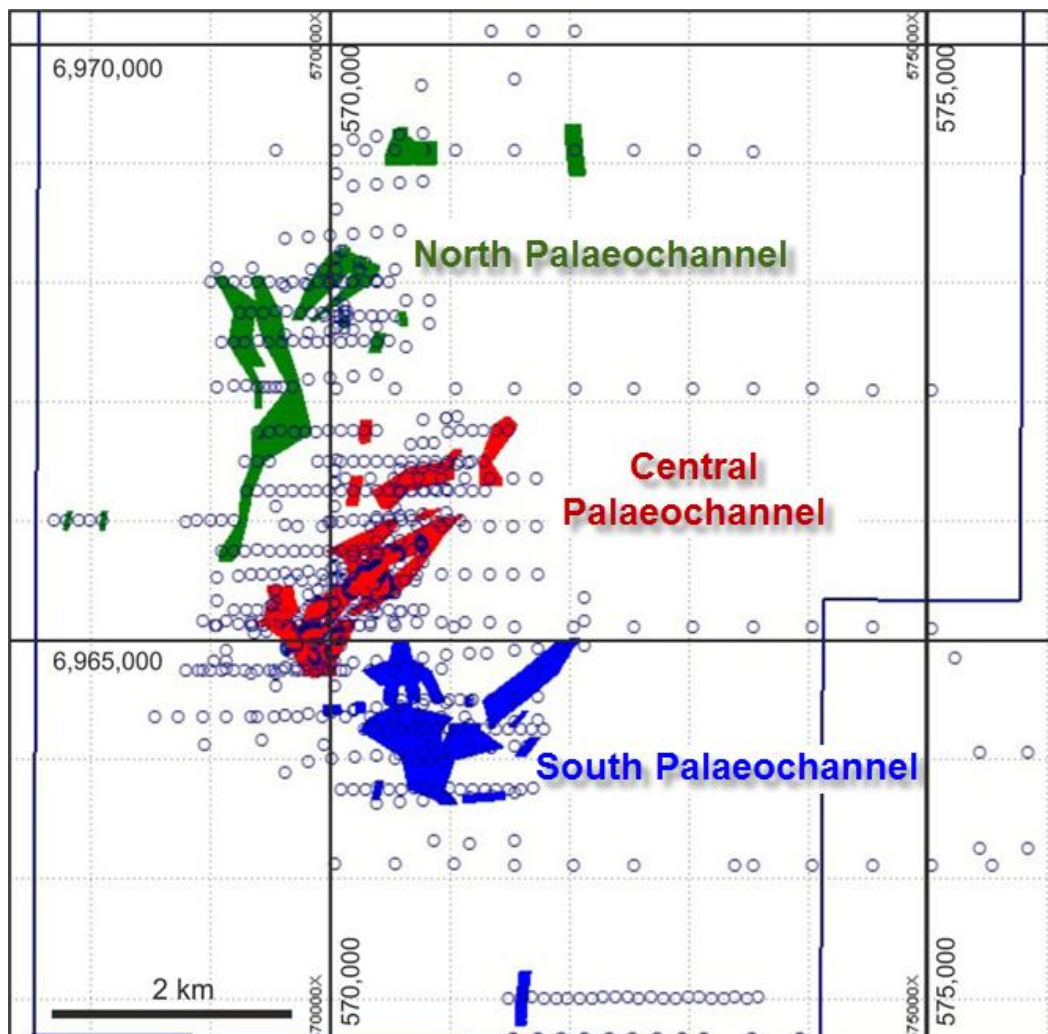 570000X
570,000
5750000X
575,000
6,970,000
North Palaeochannel
Central
Palaeochannel
6,965,000
South Palaeochannel
2 km
570000X
570,000
575000X
575,000